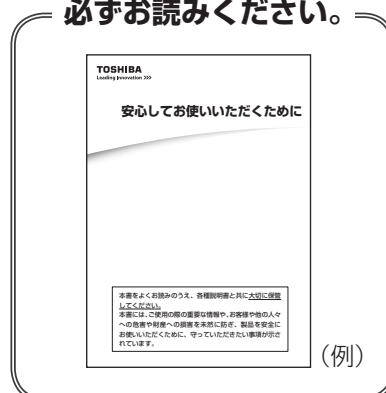 必ずお読みください。
TOSHIBA
Leading Innovation >>>
安心してお使いいただくために
本書をよくお読みのうえ、各種説明書と共に大切に保管
してください。
本書には、ご使用の際の重要な情報や、お客様や他の人々
への危害や財産への損害を未然に防ぎ、製品を安全に
お使いいただくために、守っていただきたい事項が示さ
れています。
(例)